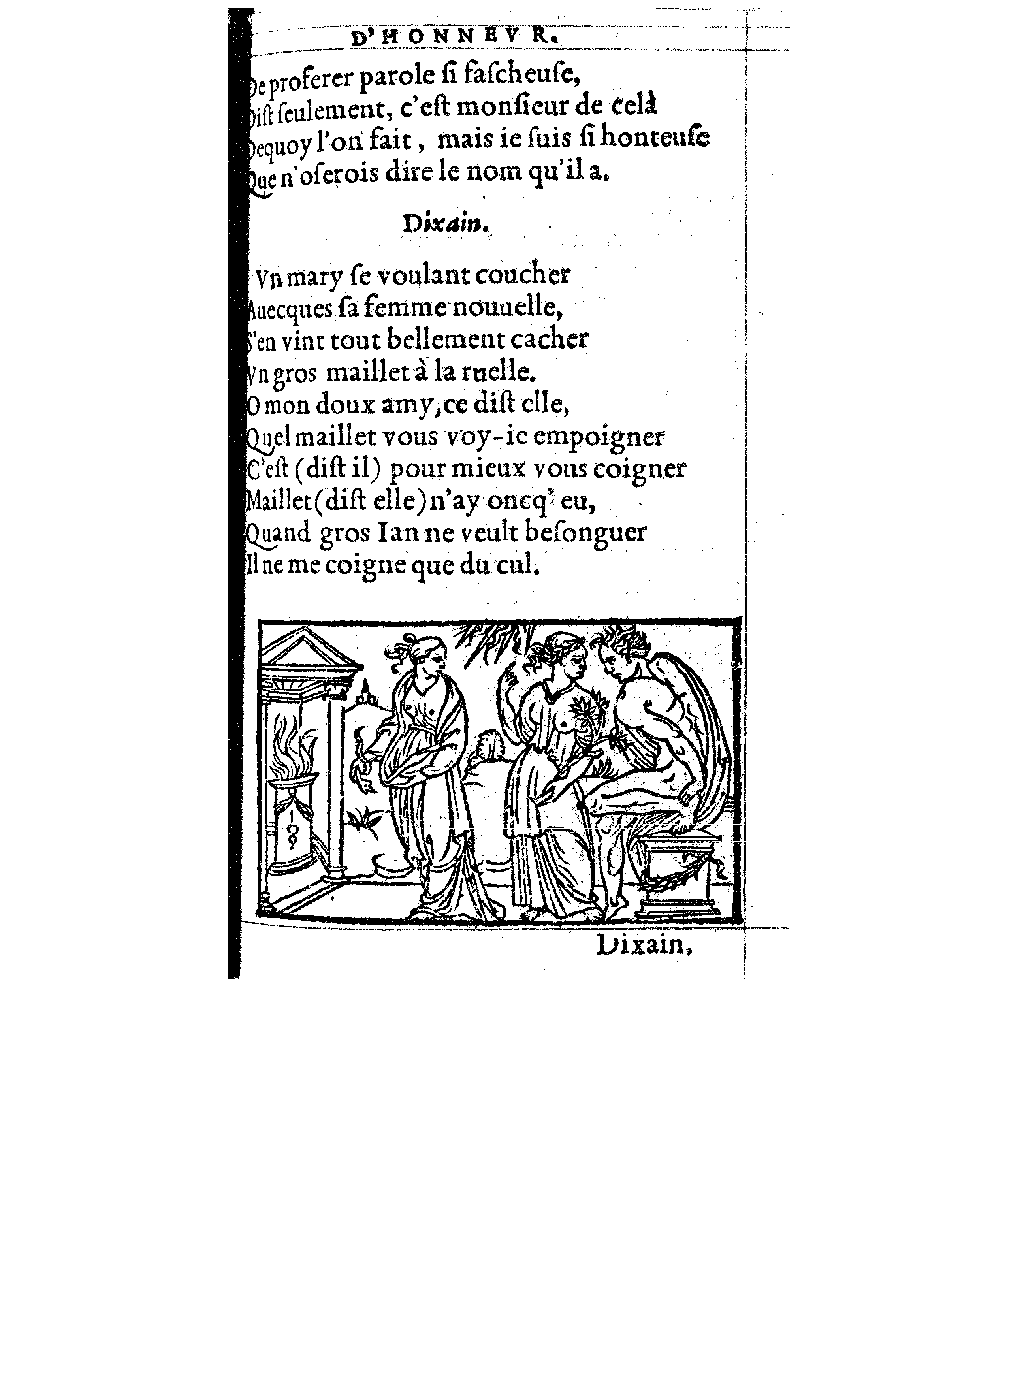 D'HONNEVR.
De proferer parole ſi faſcheuſe,
Diſt ſeulement, c'eſt monſieur de celà
Dequoy l'on fait, mais ie ſuis ſi honteuſe
Que n'oſerois dire le nom qu'il a.
Dixain.
Vn mary ſe voulant coucher
Auecques ſa femme nouuelle,
S'en vint tout bellement cacher
Vn gros maillet à la ruelle.
O mon doux amy, ce diſt elle,
Quel maillet vous voy-ie empoigner
C'eſt (diſt il) pour mieux vous coigner
Maillet (diſt elle) n'ay oncq' eu,
Quand gros Ian ne veult beſonguer
Il ne me coigne que du cul.
Dixain,